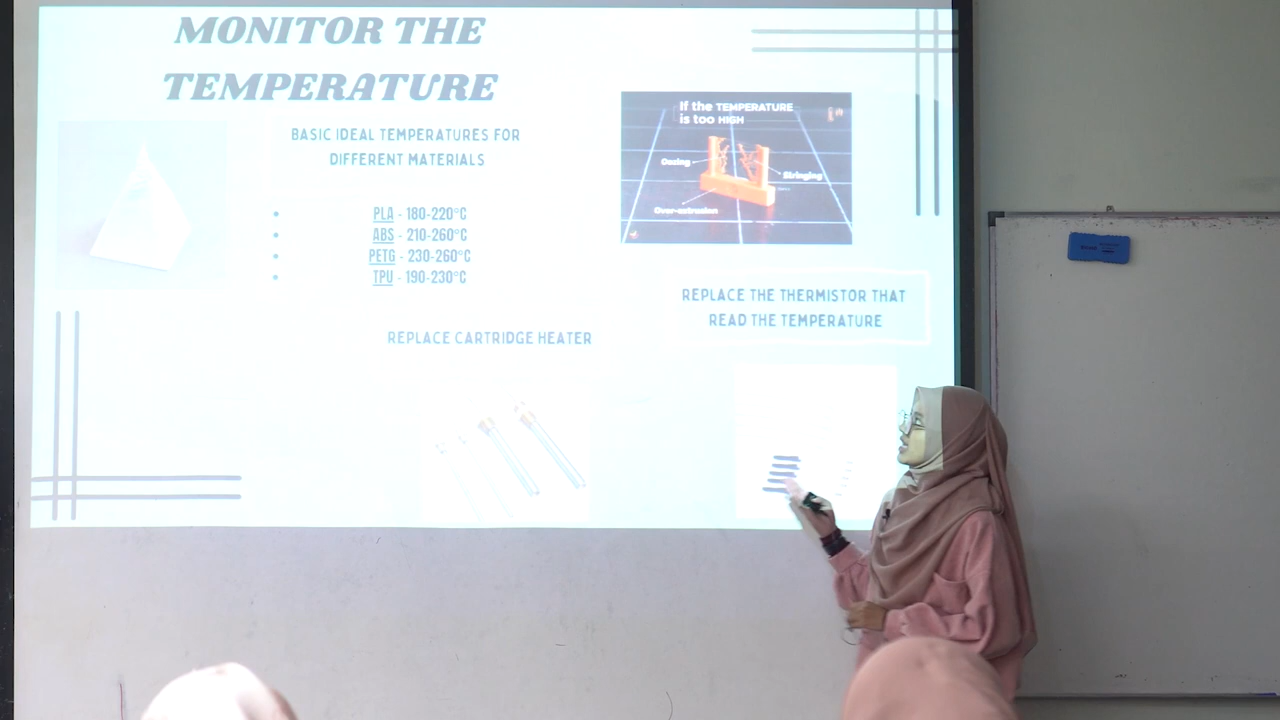 MONITOR THE
TEMPERATURE
BASIC IDEAL TEMPERATURES FOR
DIFFERENT MATERIALS
PLA - 180-220°C
ABS - 210-260°C
PETG - 230-260°C
TPU - 190-230°C
REPLACE CARTRIDGE HEATER
If the TEMPERATURE
is too HIGH
Oozing
Stringing
Over-extrusion
REPLACE THE THERMISTOR THAT
READ THE TEMPERATURE